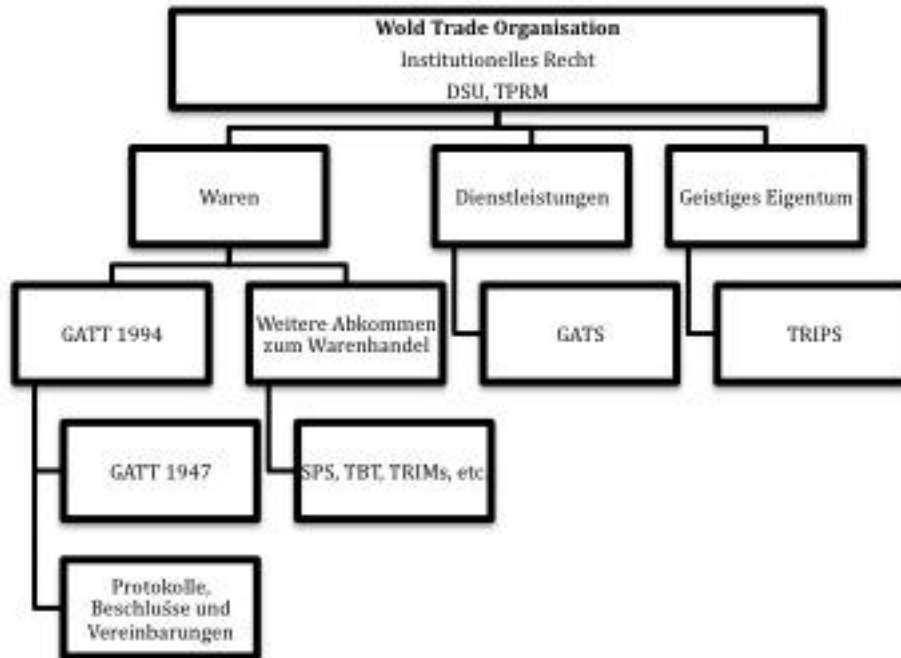 Wold Trade Organisation
Institutionelles Recht
DSU, TPRM
Waren
Dienstleistungen
Geistiges Eigentum
GATT 1994
Weitere Abkommen
zum Warenhandel
GATS
TRIPS
GATT 1947
SPS, TBT, TRIMs, etc
Protokolle,
Beschlüsse und
Vereinbarungen